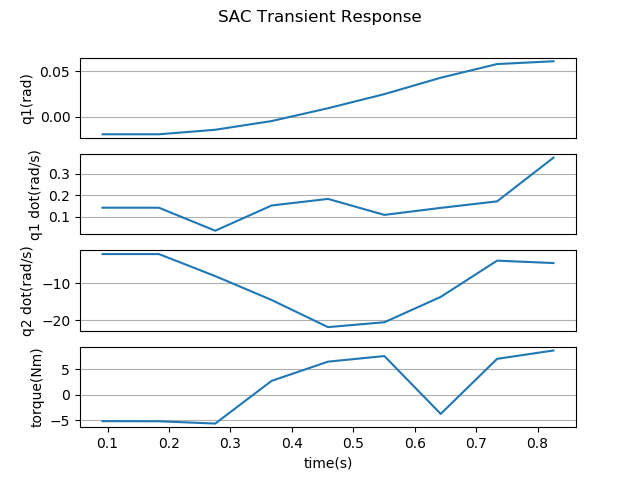 SAC Transient Response
q1(rad)
0.05
0.00
q1 dot(rad/s)
0.3
0.2
0.1
q2 dot(rad/s)
−10
−20
torque(Nm)
5
0
−5
0.1 0.2 0.3 0.4 0.5 0.6 0.7 0.8
time(s)